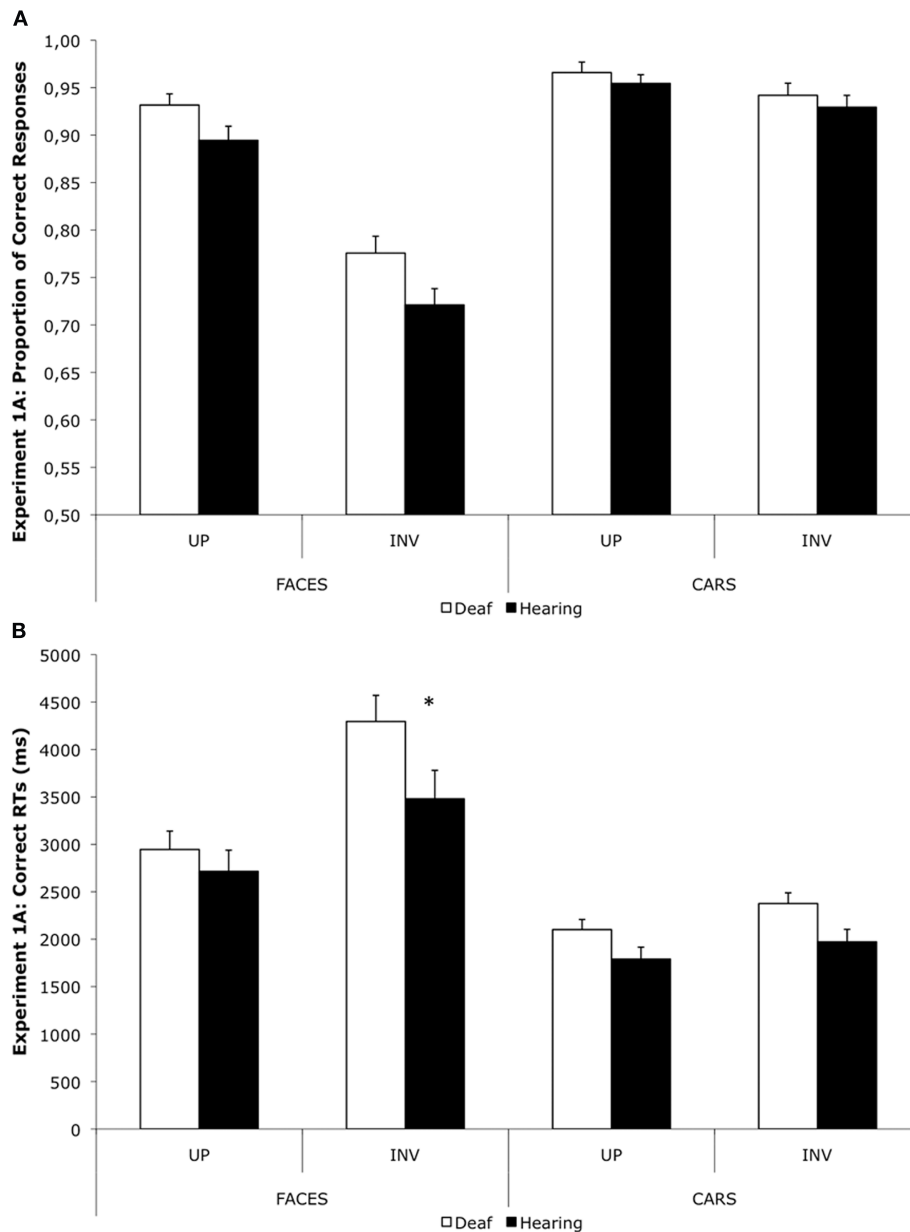 A
Experiment 1A: Proportion of Correct Responses
1,00
0,95
0,90
0,85
0,80
0,75
0,70
0,65
0,60
0,55
0,50
UP INV UP INV
FACES CARS
Deaf Hearing
B
Experiment 1A: Correct RTs (ms)
5000
4500
*
4000
3500
3000
2500
2000
1500
1000
500
0
UP INV UP INV
FACES CARS
Deaf Hearing